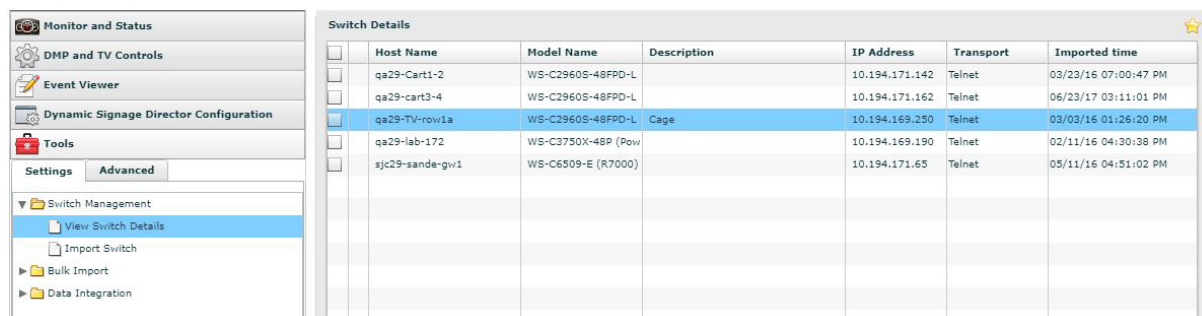 Monitor and Status
DMP and TV Controls
Event Viewer
Dynamic Signage Director Configuration
Tools
Settings Advanced
Switch Management
View Switch Details
Import Switch
Bulk Import
Data Integration
Switch Details
Host Name Model Name Description IP Address Transport Imported time
qa29-Cart1-2 WS-C2960S-48FPD-L 10.194.171.142 Telnet 03/23/16 07:00:47 PM
qa29-cart3-4 WS-C2960S-48FPD-L 10.194.171.162 Telnet 06/23/17 03:11:01 PM
qa29-TV-row1a WS-C2960S-48FPD-L Cage 10.194.169.250 Telnet 03/03/16 01:26:20 PM
qa29-lab-172 WS-C3750X-48P (Pow 10.194.169.190 Telnet 02/11/16 04:30:38 PM
sjc29-sande-gw1 WS-C6509-E (R7000) 10.194.171.65 Telnet 05/11/16 04:51:02 PM